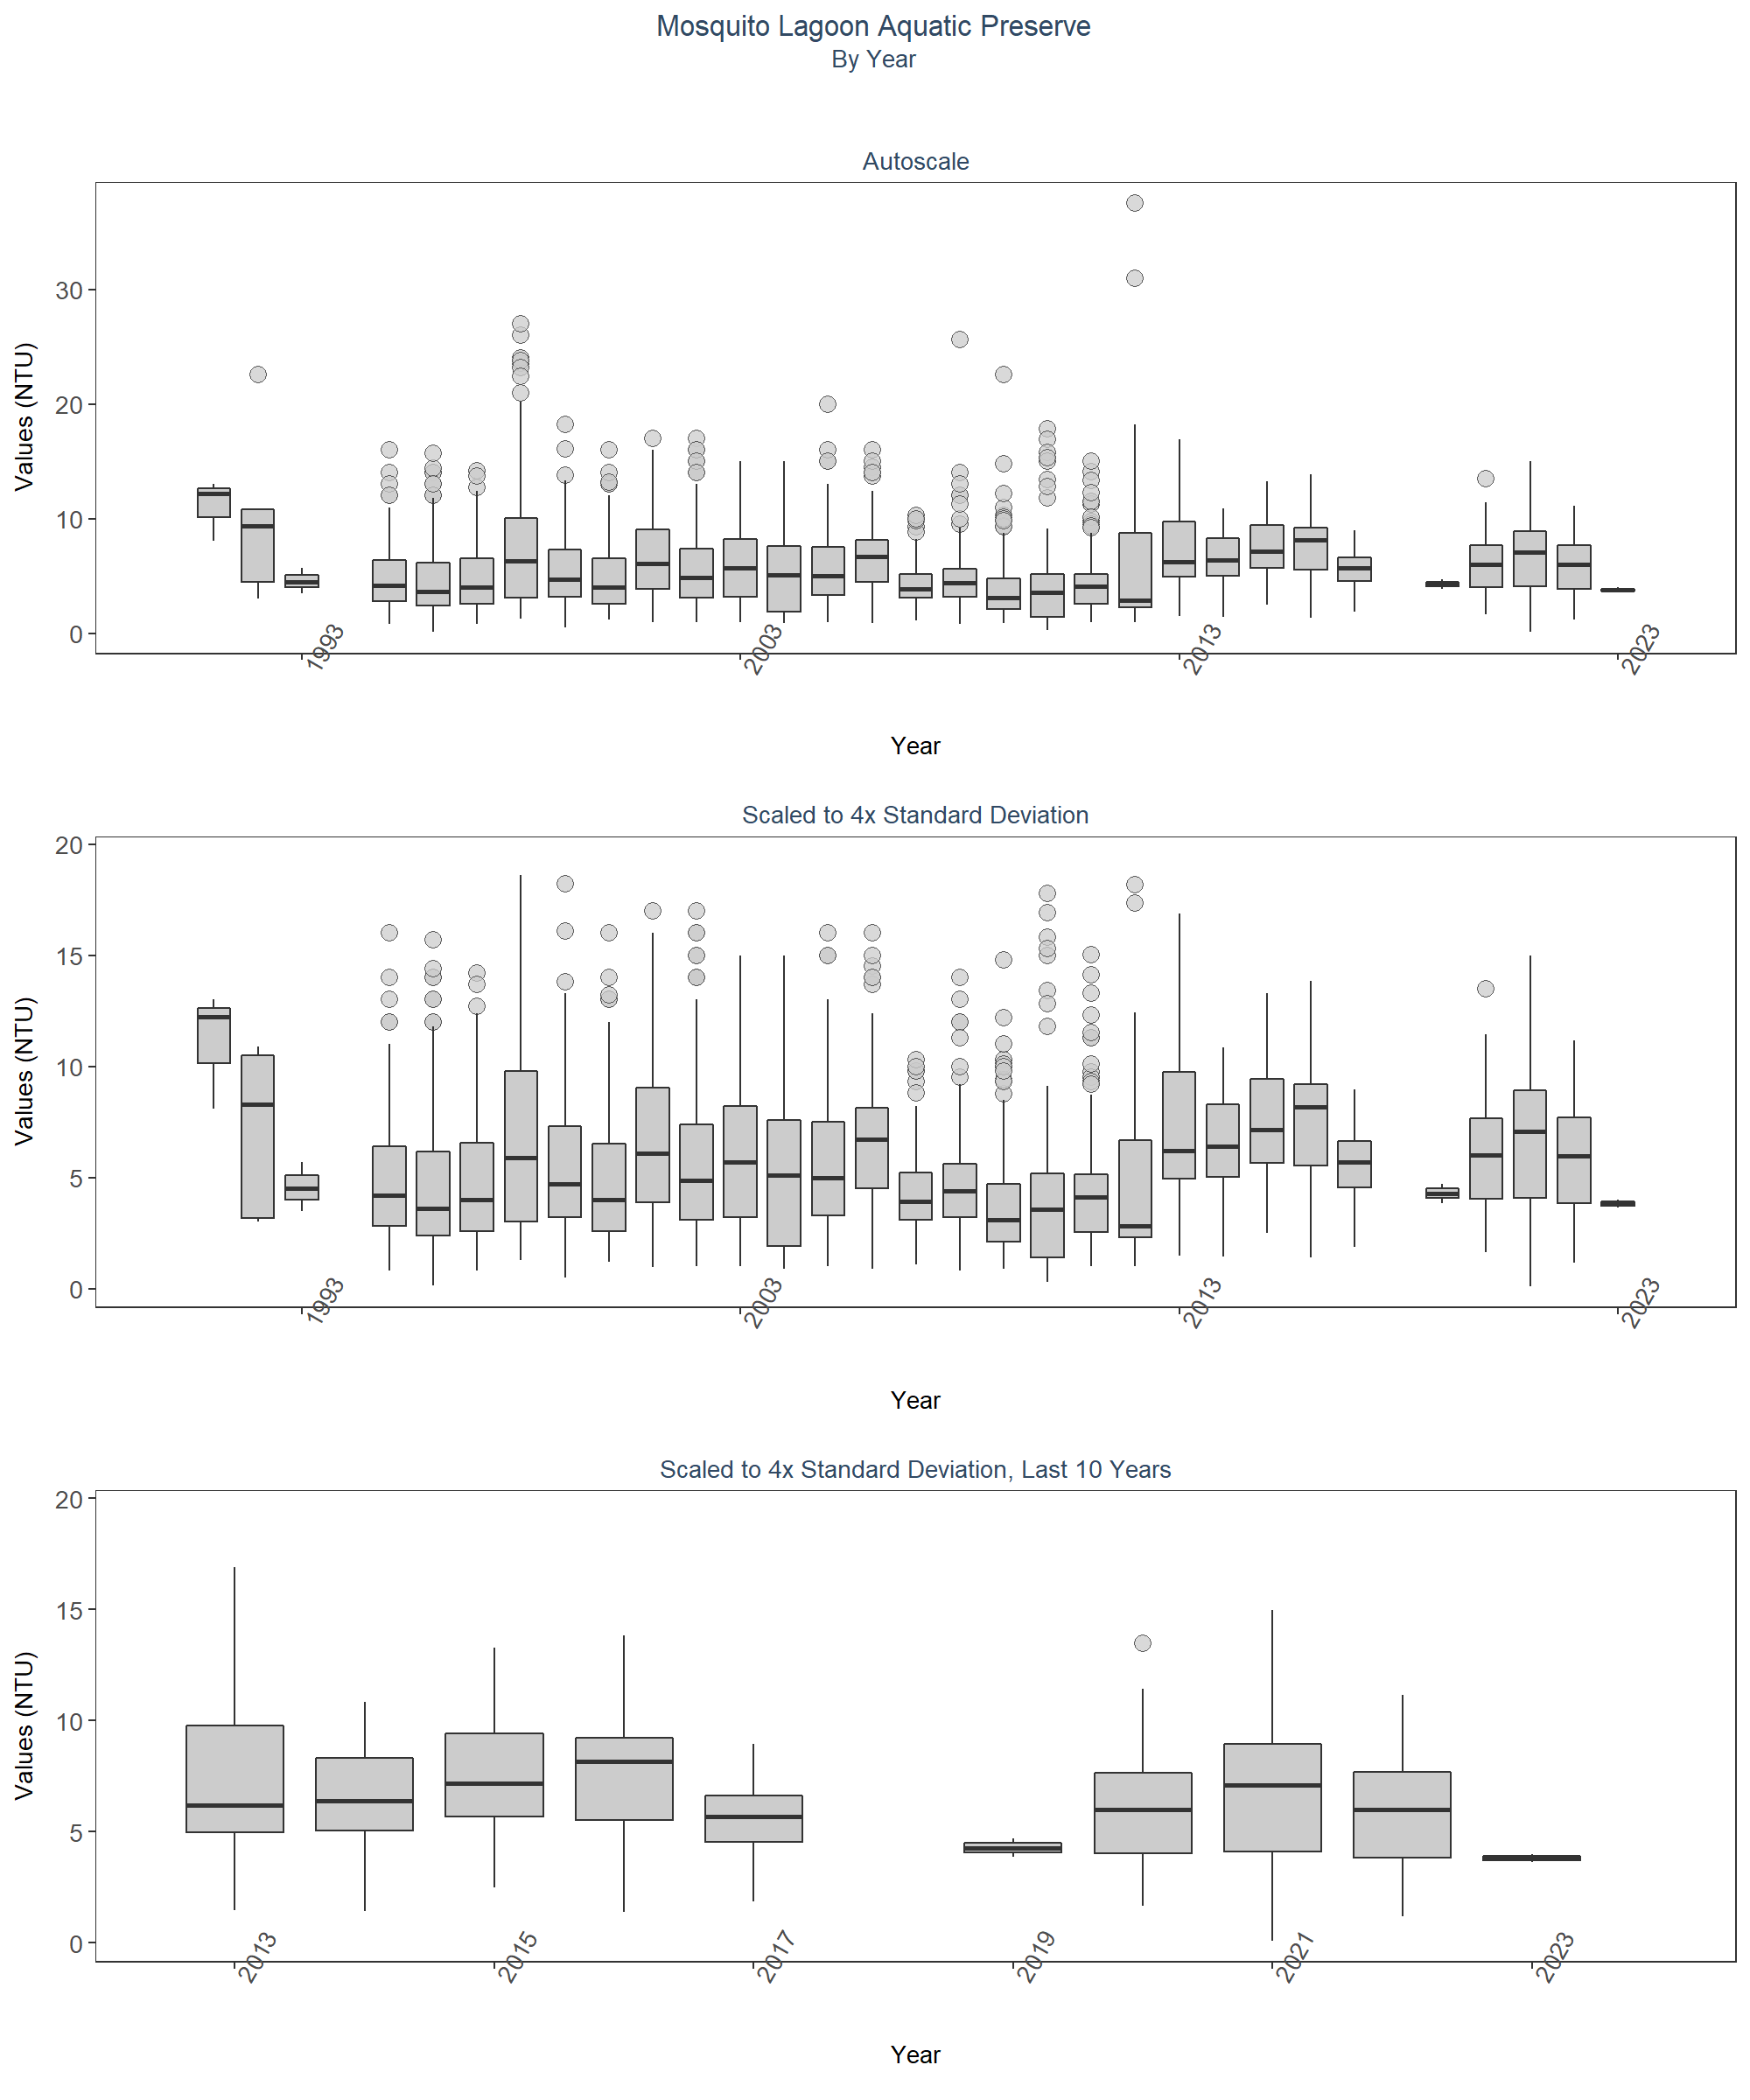 Mosquito Lagoon Aquatic Preserve
By Year
Autoscale
Values (NTU)
30
20
10
0
1993 2003 2013 2023
Year
Scaled to 4x Standard Deviation
Values (NTU)
20
15
10
5
0
1993 2003 2013 2023
Year
Scaled to 4x Standard Deviation, Last 10 Years
Values (NTU)
20
15
10
5
0
2013 2015 2017 2019 2021 2023
Year